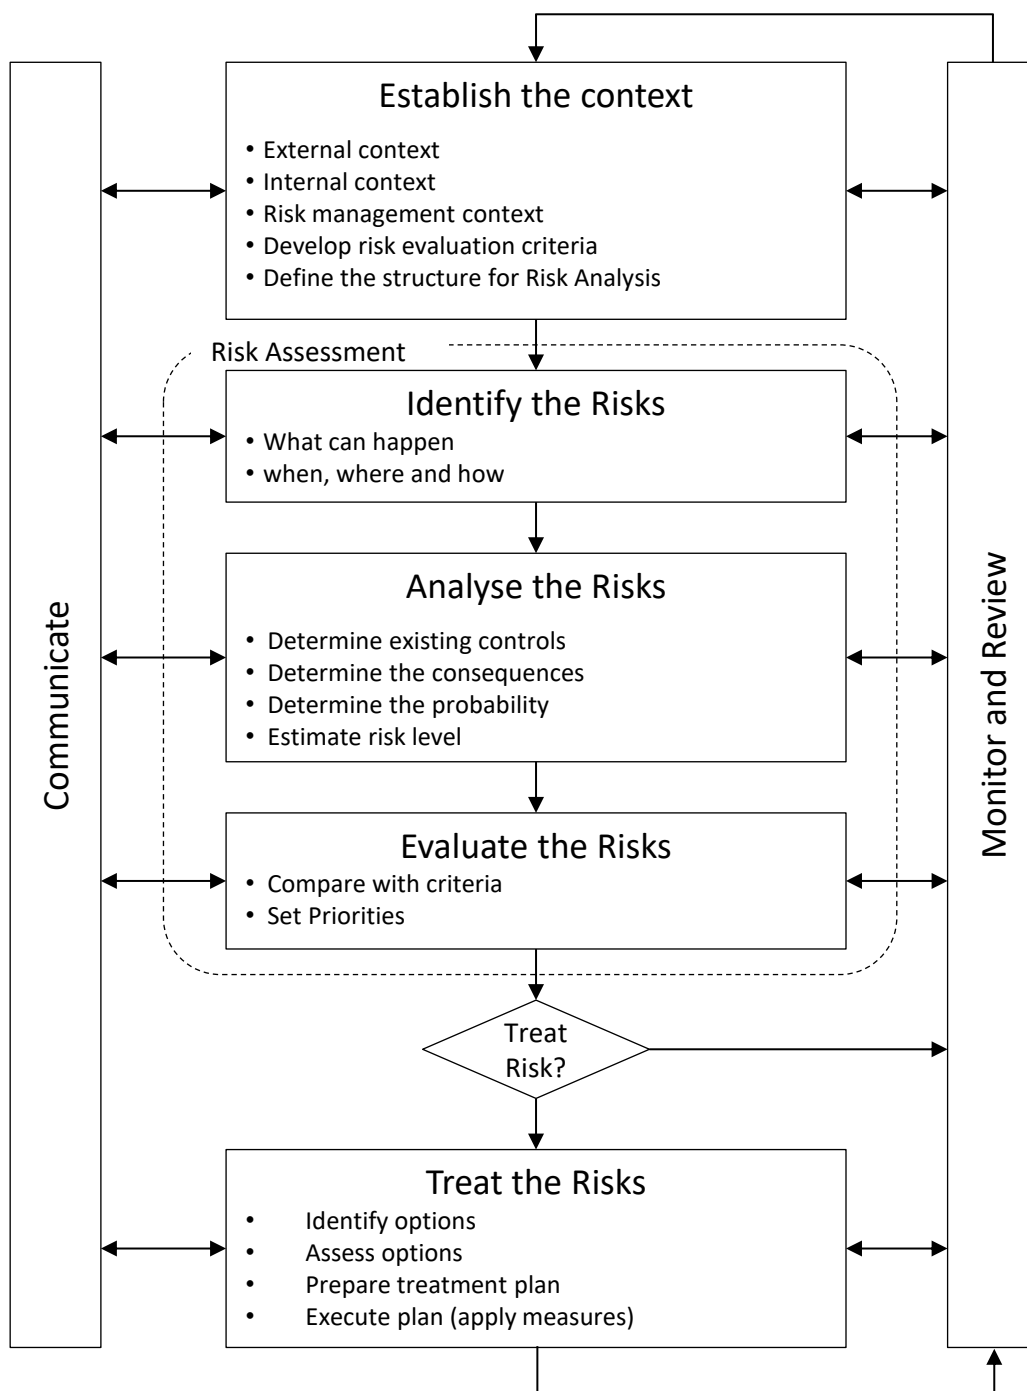 Establish the context
• External context
• Internal context
• Risk management context
• Develop risk evaluation criteria
• Define the structure for Risk Analysis
Risk Assessment
Identify the Risks
• What can happen
• when, where and how
Analyse the Risks
• Determine existing controls
• Determine the consequences
• Determine the probability
• Estimate risk level
Evaluate the Risks
• Compare with criteria
• Set Priorities
Treat
Risk?
Treat the Risks
• Identify options
• Assess options
• Prepare treatment plan
• Execute plan (apply measures)
Communicate
Monitor and Review